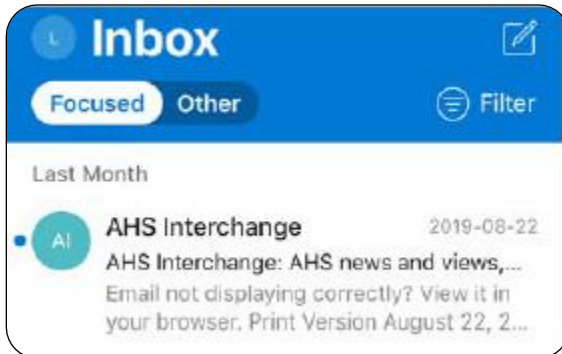 L
Inbox
Focused Other Filter
Last Month
AI
AHS Interchange 2019-08-22
AHS Interchange: AHS news and views,...
Email not displaying correctly? View it in
your browser. Print Version August 22, 2...